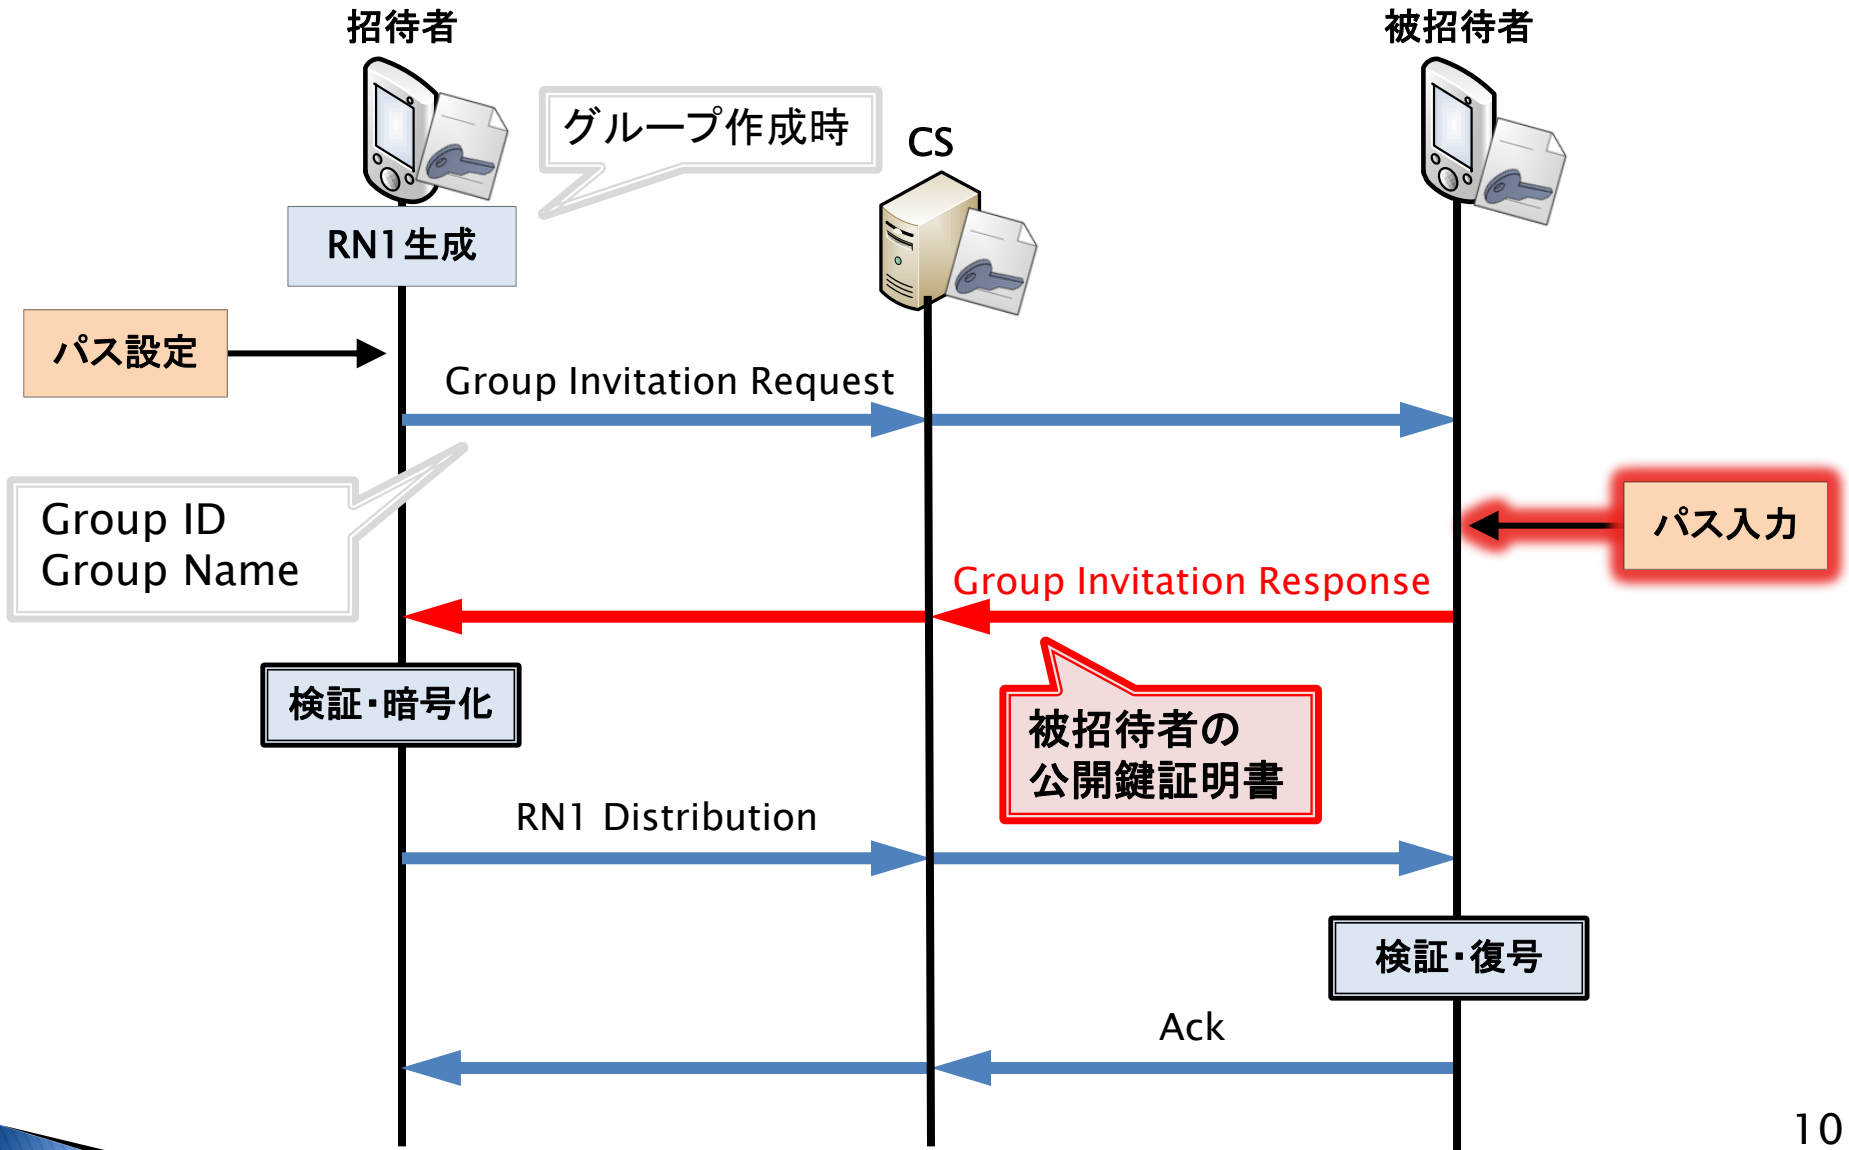 招待者
被招待者
グループ作成時
CS
RN1生成
パス設定
Group Invitation Request
Group ID
Group Name
パス入力
Group Invitation Response
検証・暗号化
被招待者の
公開鍵証明書
RN1 Distribution
検証・復号
Ack
10